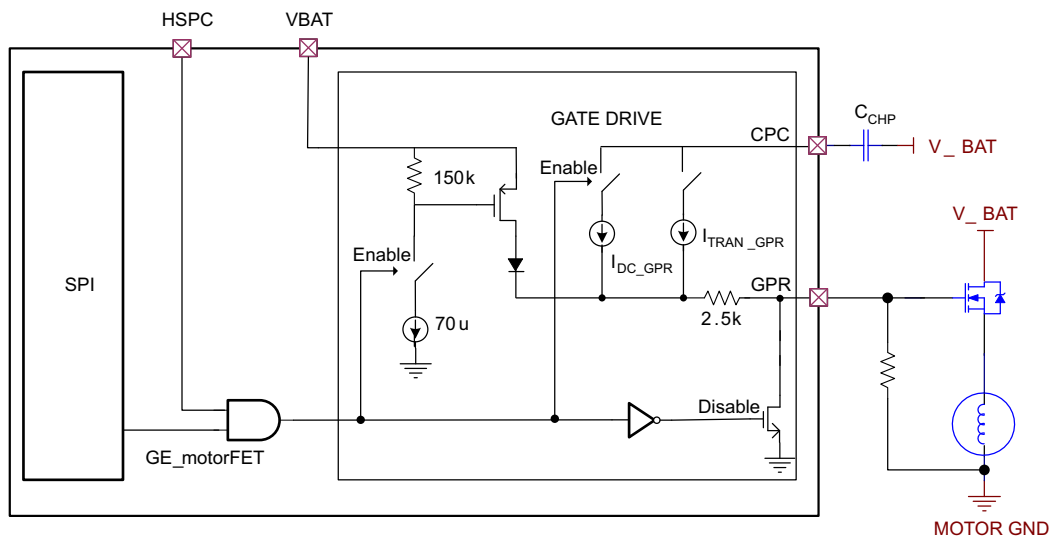 HSPC
VBAT
GATE DRIVE
CPC
C_CHP
V_ BAT
Enable
150k
V_ BAT
Enable
I_DC_GPR
I_TRAN _GPR
SPI
GPR
70 u
2.5k
Disable
GE_motorFET
MOTOR GND